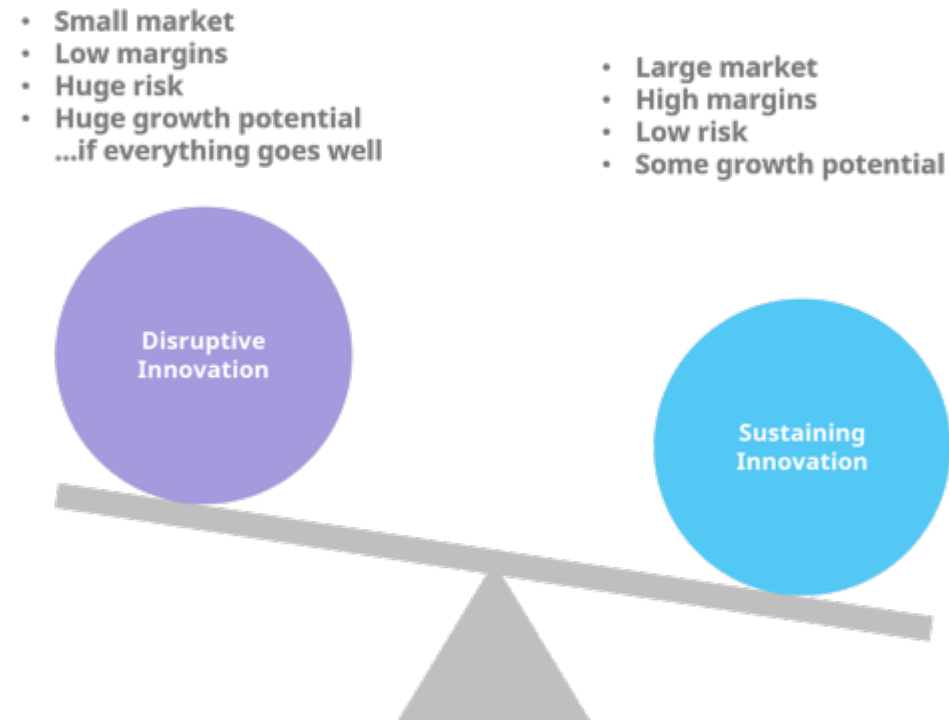 • Small market
• Low margins
• Huge risk
• Huge growth potential
...if everything goes well
• Large market
• High margins
• Low risk
• Some growth potential
Disruptive
Innovation
Sustaining
Innovation